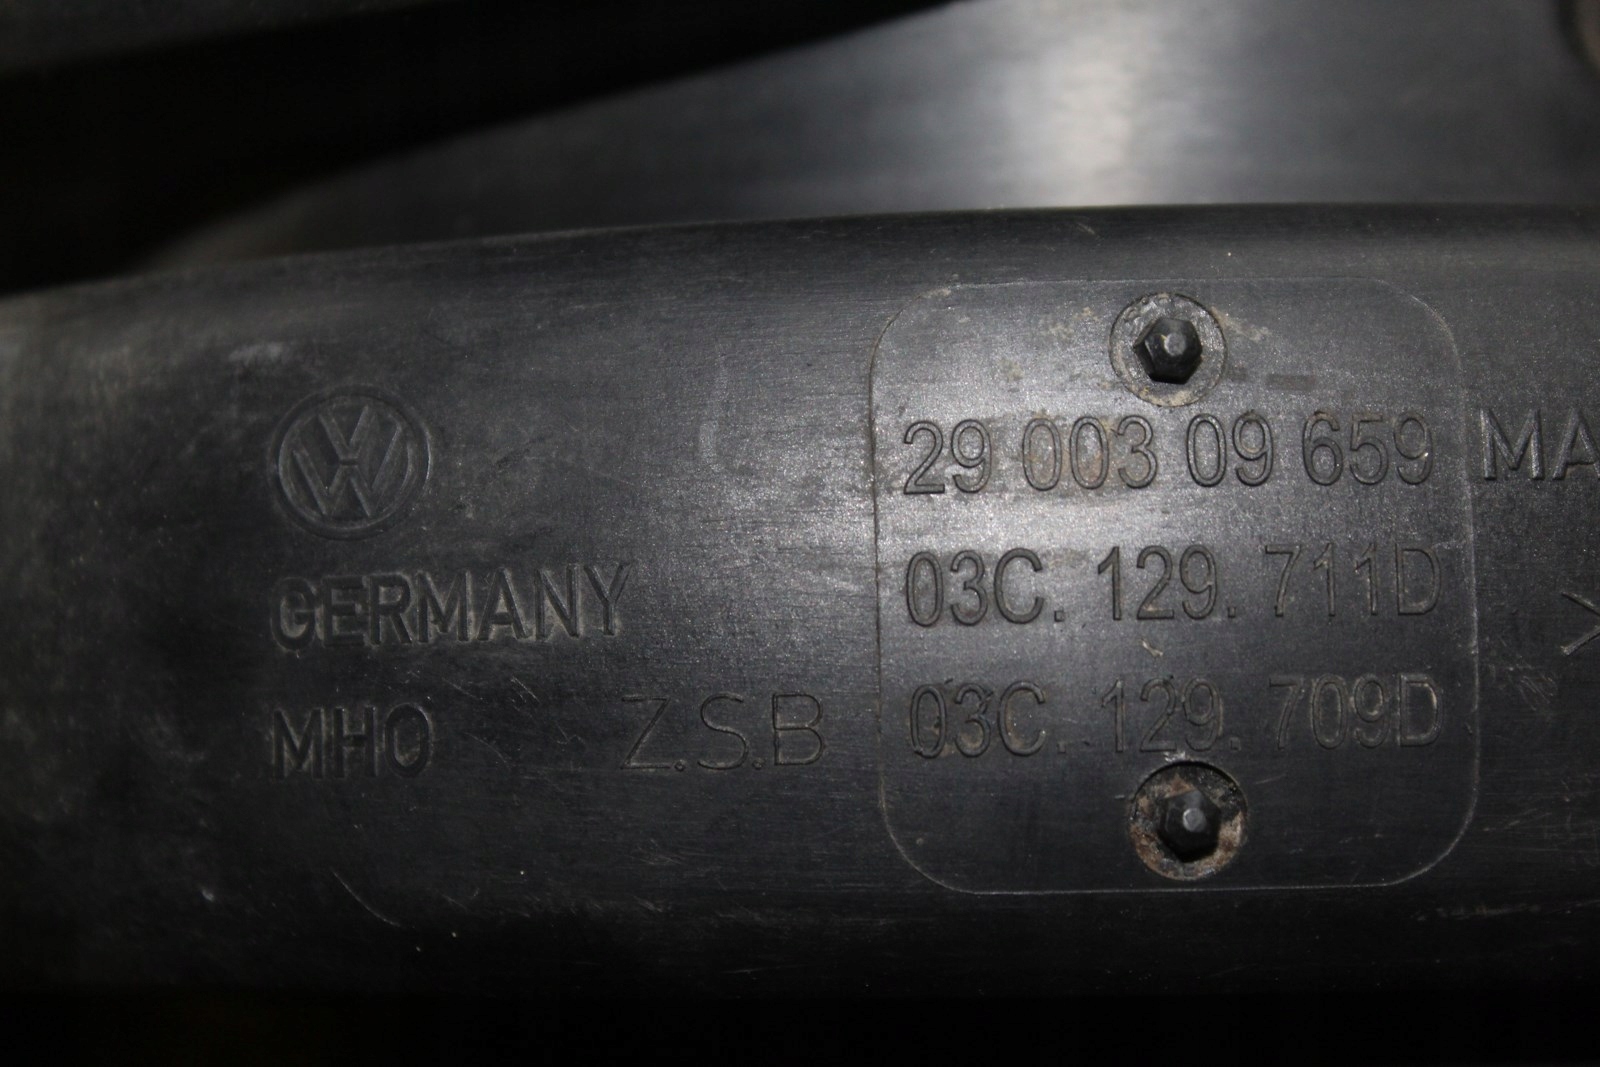 29 003 09 659 MA
GERMANY 03C. 129. 711D >
MHO Z.S.B 03C. 129. 709D